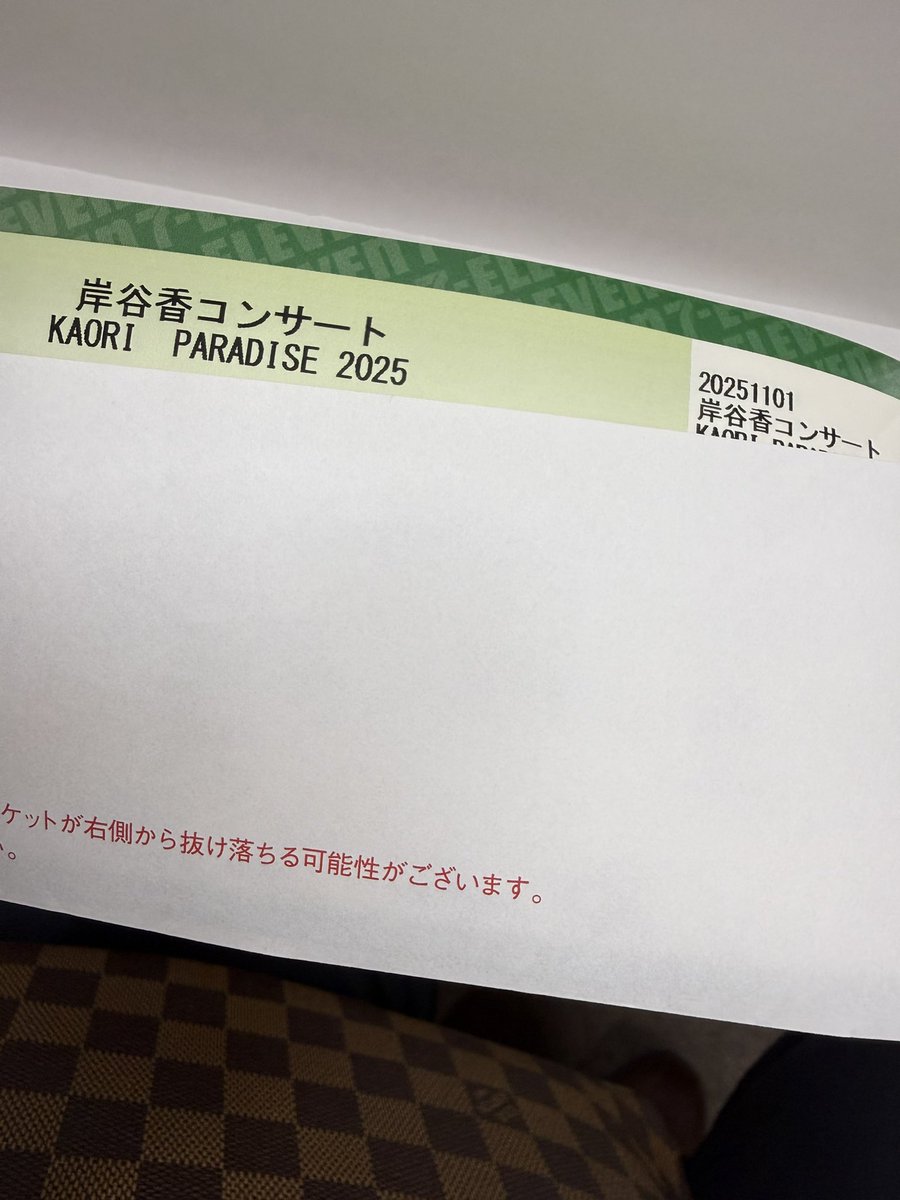 岸谷香コンサート
KAORI PARADISE 2025
20251101
岸谷香コンサート
KAORI
ケットが右側から抜け落ちる可能性がございます。
い。